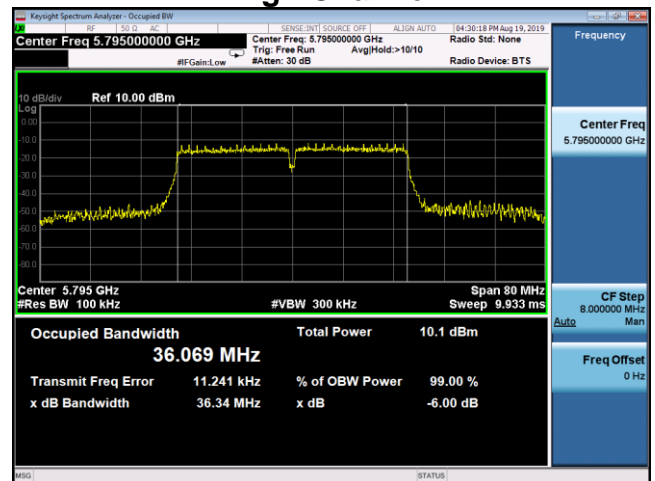 Keysight Spectrum Analyzer - Occupied BW
RF 50 Ω AC SENSE:INT SOURCE OFF ALIGN AUTO 04:30:18 PM Aug 19, 2019
Center Freq 5.795000000 GHz Center Freq: 5.795000000 GHz Radio Std: None
Trig: Free Run Avg|Hold:>10/10
#IFGain:Low #Atten: 30 dB Radio Device: BTS
10 dB/div Ref 10.00 dBm
Log
0.00
-10.0
-20.0
-30.0
-40.0
-50.0
-60.0
-70.0
-80.0
Center 5.795 GHz Span 80 MHz
#Res BW 100 kHz #VBW 300 kHz Sweep 9.933 ms
Occupied Bandwidth Total Power 10.1 dBm
36.069 MHz
Transmit Freq Error 11.241 kHz % of OBW Power 99.00 %
x dB Bandwidth 36.34 MHz x dB -6.00 dB
Frequency
Center Freq
5.795000000 GHz
CF Step
8.000000 MHz
Auto Man
Freq Offset
0 Hz
MSG STATUS